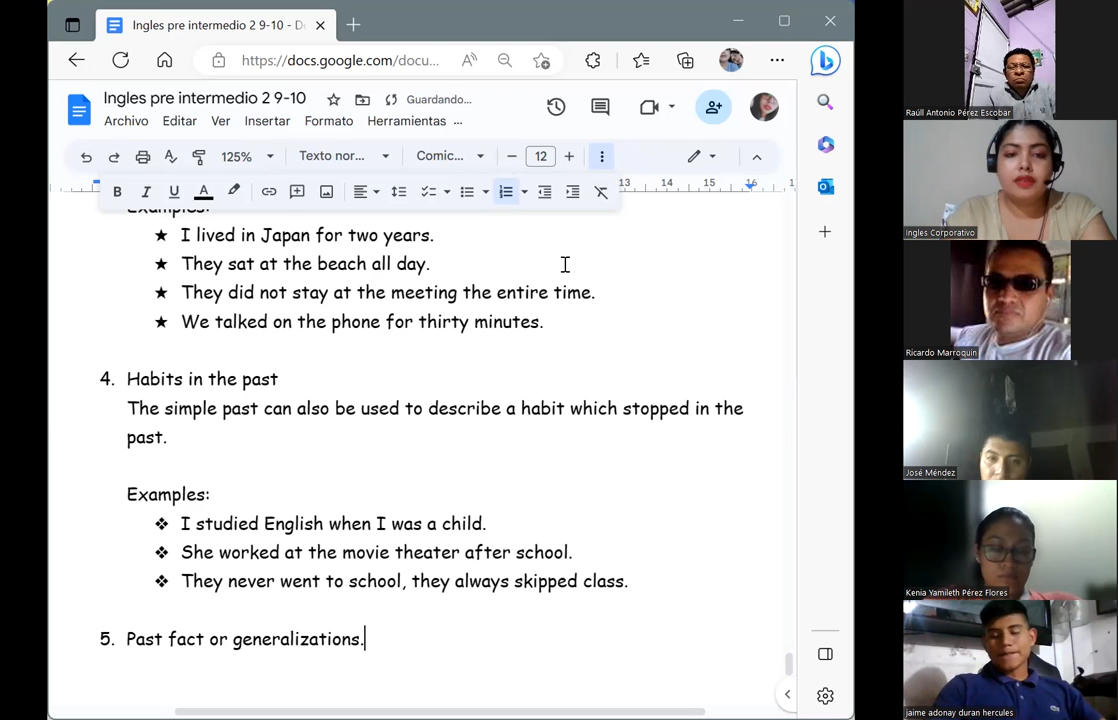 Ingles pre intermedio 2 9-10 - D
https://docs.google.com/docu...
Ingles pre intermedio 2 9-10
Guardando...
Archivo Editar Ver Insertar Formato Herramientas ...
125% Texto nor... Comic... 12
13 14 15 16
Examples:
★ I lived in Japan for two years.
★ They sat at the beach all day.
★ They did not stay at the meeting the entire time.
★ We talked on the phone for thirty minutes.
4. Habits in the past
The simple past can also be used to describe a habit which stopped in the
past.
Examples:
❖ I studied English when I was a child.
❖ She worked at the movie theater after school.
❖ They never went to school, they always skipped class.
5. Past fact or generalizations.
Raúll Antonio Pérez Escobar
Ingles Corporativo
Ricardo Marroquin
José Méndez
Kenia Yamileth Pérez Flores
jaime adonay duran hercules